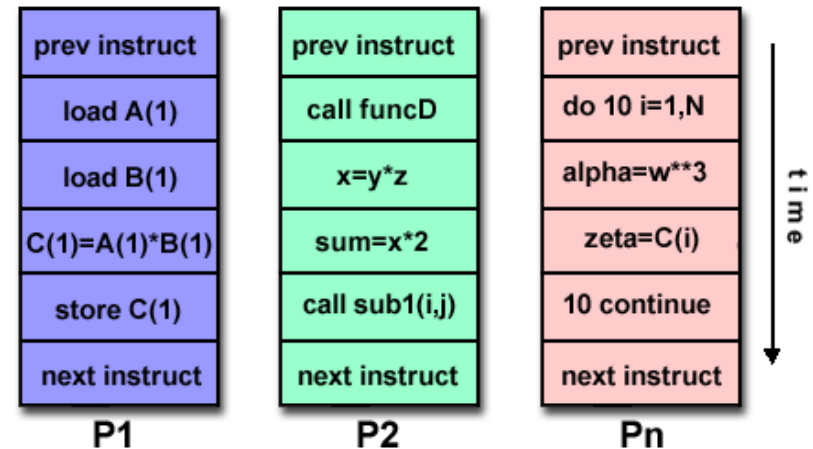 prev instruct
load A(1)
load B(1)
C(1)=A(1)*B(1)
store C(1)
next instruct
P1
prev instruct
call funcD
x=y*z
sum=x*2
call sub1(i,j)
next instruct
P2
prev instruct
do 10 i=1,N
alpha=w**3
zeta=C(i)
10 continue
next instruct
Pn
time